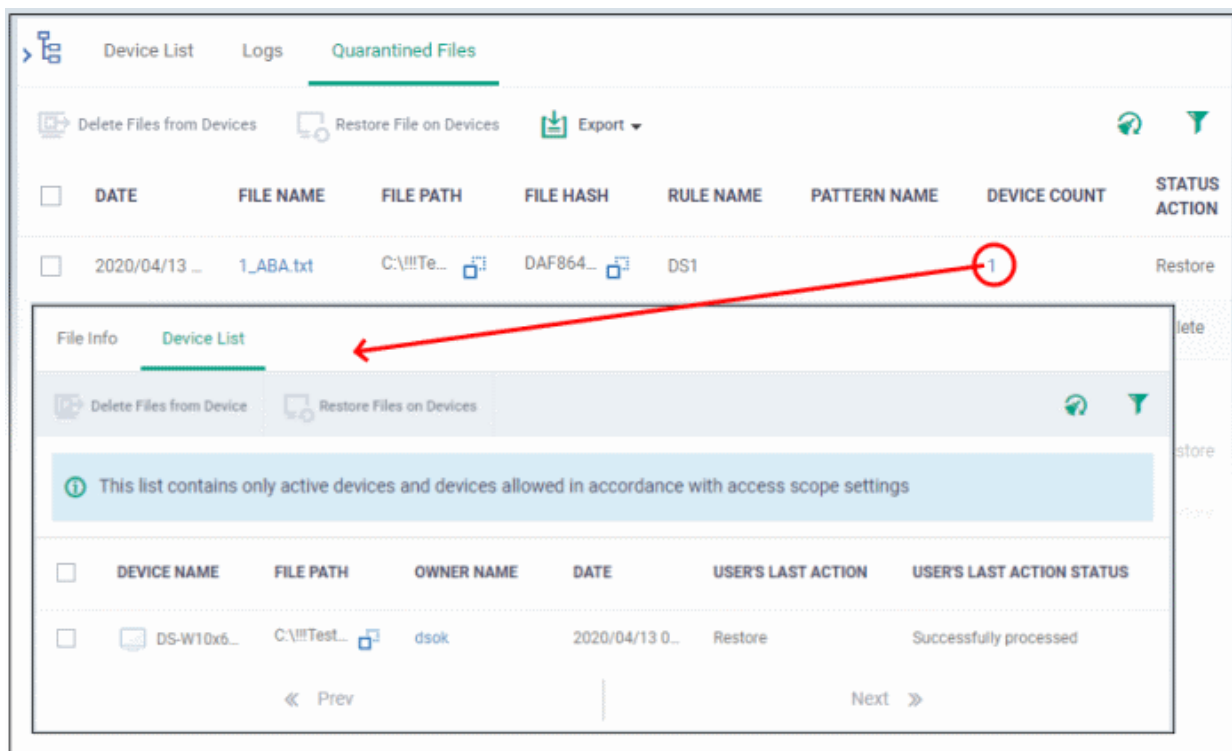 Device List Logs Quarantined Files
Delete Files from Devices Restore File on Devices Export
DATE FILE NAME FILE PATH FILE HASH RULE NAME PATTERN NAME DEVICE COUNT STATUS
ACTION
2020/04/13 ... 1_ABA.txt C:\!!!Te... DAF864... DS1 1 Restore
lete
File Info Device List
Delete Files from Device Restore Files on Devices
store
This list contains only active devices and devices allowed in accordance with access scope settings
DEVICE NAME FILE PATH OWNER NAME DATE USER'S LAST ACTION USER'S LAST ACTION STATUS
DS-W10x6... C:\!!!Test... dsok 2020/04/13 0... Restore Successfully processed
« Prev Next »